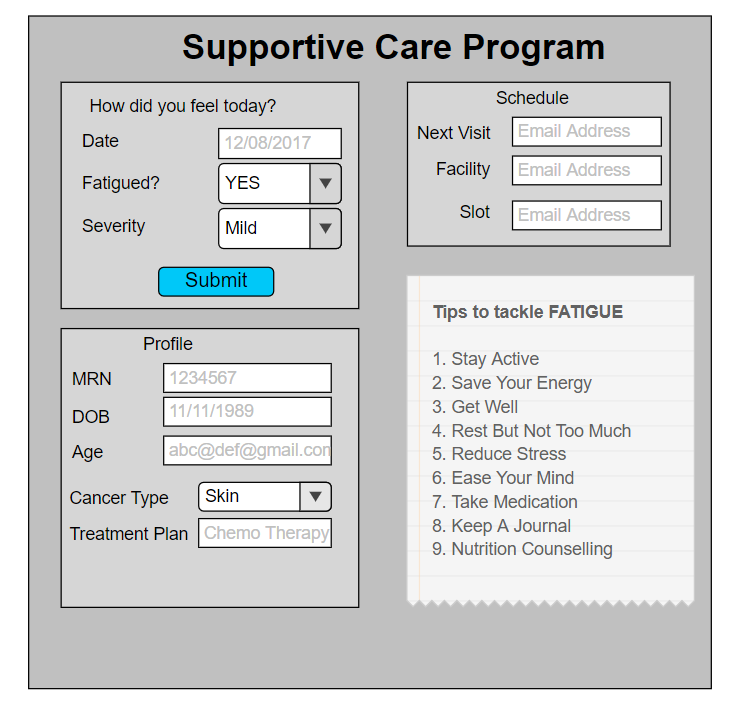 Supportive Care Program
How did you feel today?
Date 12/08/2017
Fatigued? YES
Severity Mild
Submit
Schedule
Next Visit Email Address
Facility Email Address
Slot Email Address
Profile
MRN 1234567
DOB 11/11/1989
Age abc@def@gmail.con
Cancer Type Skin
Treatment Plan Chemo Therapy
Tips to tackle FATIGUE
1. Stay Active
2. Save Your Energy
3. Get Well
4. Rest But Not Too Much
5. Reduce Stress
6. Ease Your Mind
7. Take Medication
8. Keep A Journal
9. Nutrition Counselling